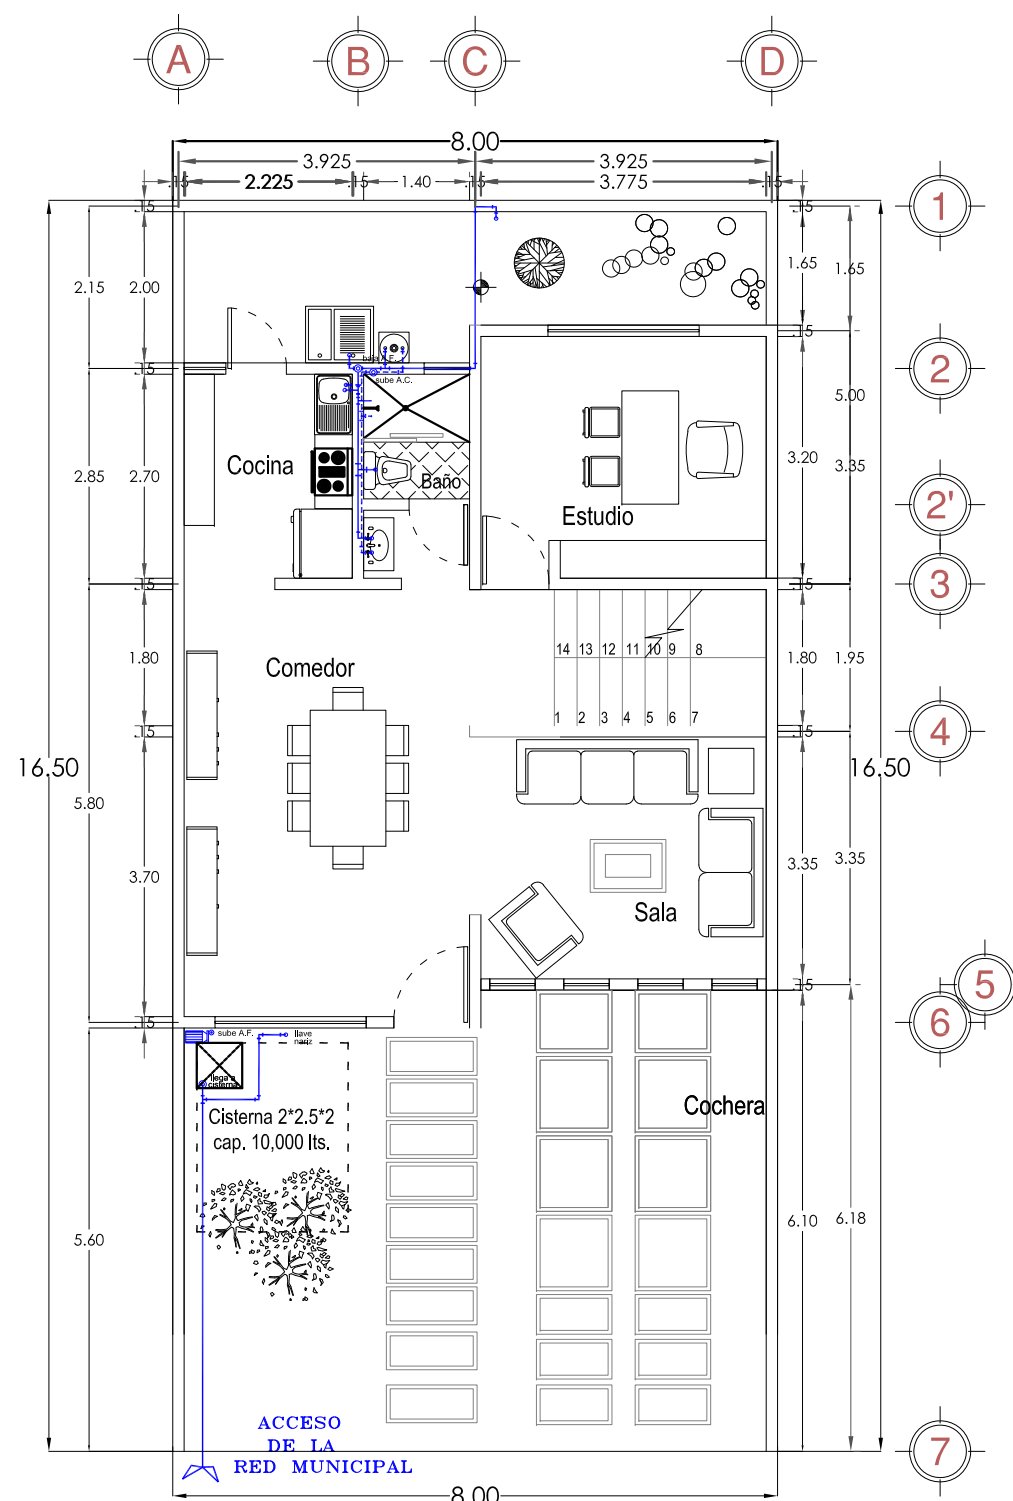 A B C D
8.00
3.925 3.925
.15 2.225 .15 1.40 .15 3.775 .15
.15 .15 1
2.15 2.00 1.65 1.65
.15
baja A.F. 2
sube A.C.
5.00
2.85 2.70 Cocina Baño 3.20 3.35
Estudio 2'
.15 .15 3
1.80 Comedor 14 13 12 11 10 9 8 1.80 1.95
1 2 3 4 5 6 7
.15 .15 4
16.50 16.50
5.80
3.70 3.35 3.35
Sala
.15 5
.15 6
sube A.F. llave
nariz
llega a
cisterna
Cisterna 2*2.5*2 Cochera
cap. 10,000 lts.
5.60 6.10 6.18
ACCESO
DE LA
RED MUNICIPAL
7
8.00